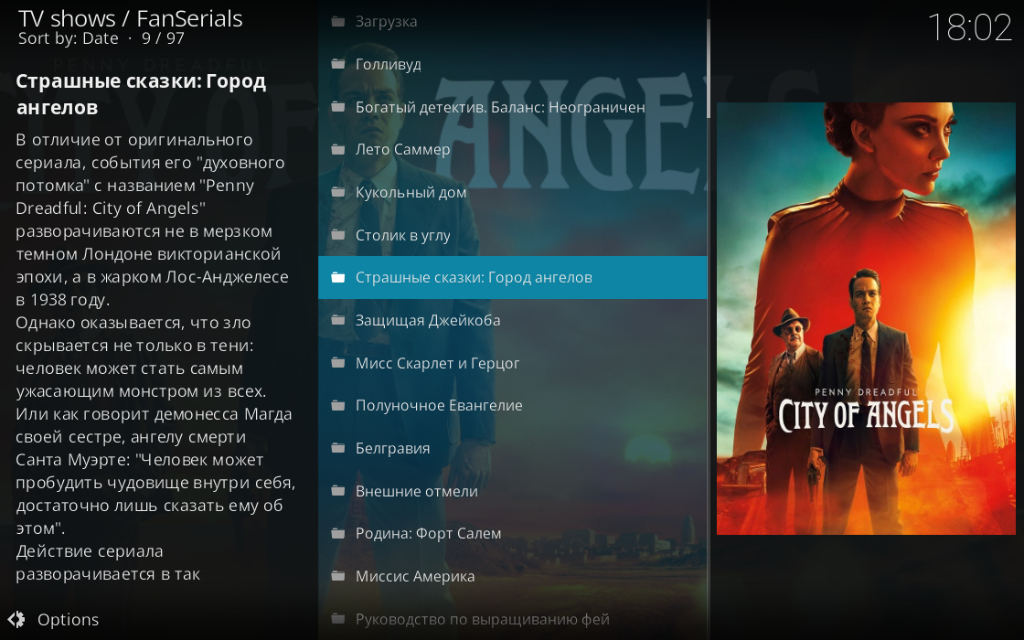 TV shows / FanSerials
Sort by: Date · 9 / 97
18:02
Страшные сказки: Город
ангелов
В отличие от оригинального
сериала, события его "духовного
потомка" с названием "Penny
Dreadful: City of Angels"
разворачиваются не в мерзком
темном Лондоне викторианской
эпохи, а в жарком Лос-Анджелесе
в 1938 году.
Однако оказывается, что зло
скрывается не только в тени:
человек может стать самым
ужасающим монстром из всех.
Или как говорит демонесса Магда
своей сестре, ангелу смерти
Санта Муэрте: "Человек может
пробудить чудовище внутри себя,
достаточно лишь сказать ему об
этом".
Действие сериала
разворачивается в так
Options
Загрузка
Голливуд
Богатый детектив. Баланс: Неограничен
Лето Саммер
Кукольный дом
Столик в углу
Страшные сказки: Город ангелов
Защищая Джейкоба
Мисс Скарлет и Герцог
Полуночное Евангелие
Белгравия
Внешние отмели
Родина: Форт Салем
Миссис Америка
Руководство по выращиванию фей
PENNY DREADFUL
CITY OF ANGELS
PENNY DREADFUL
CITY OF ANGELS